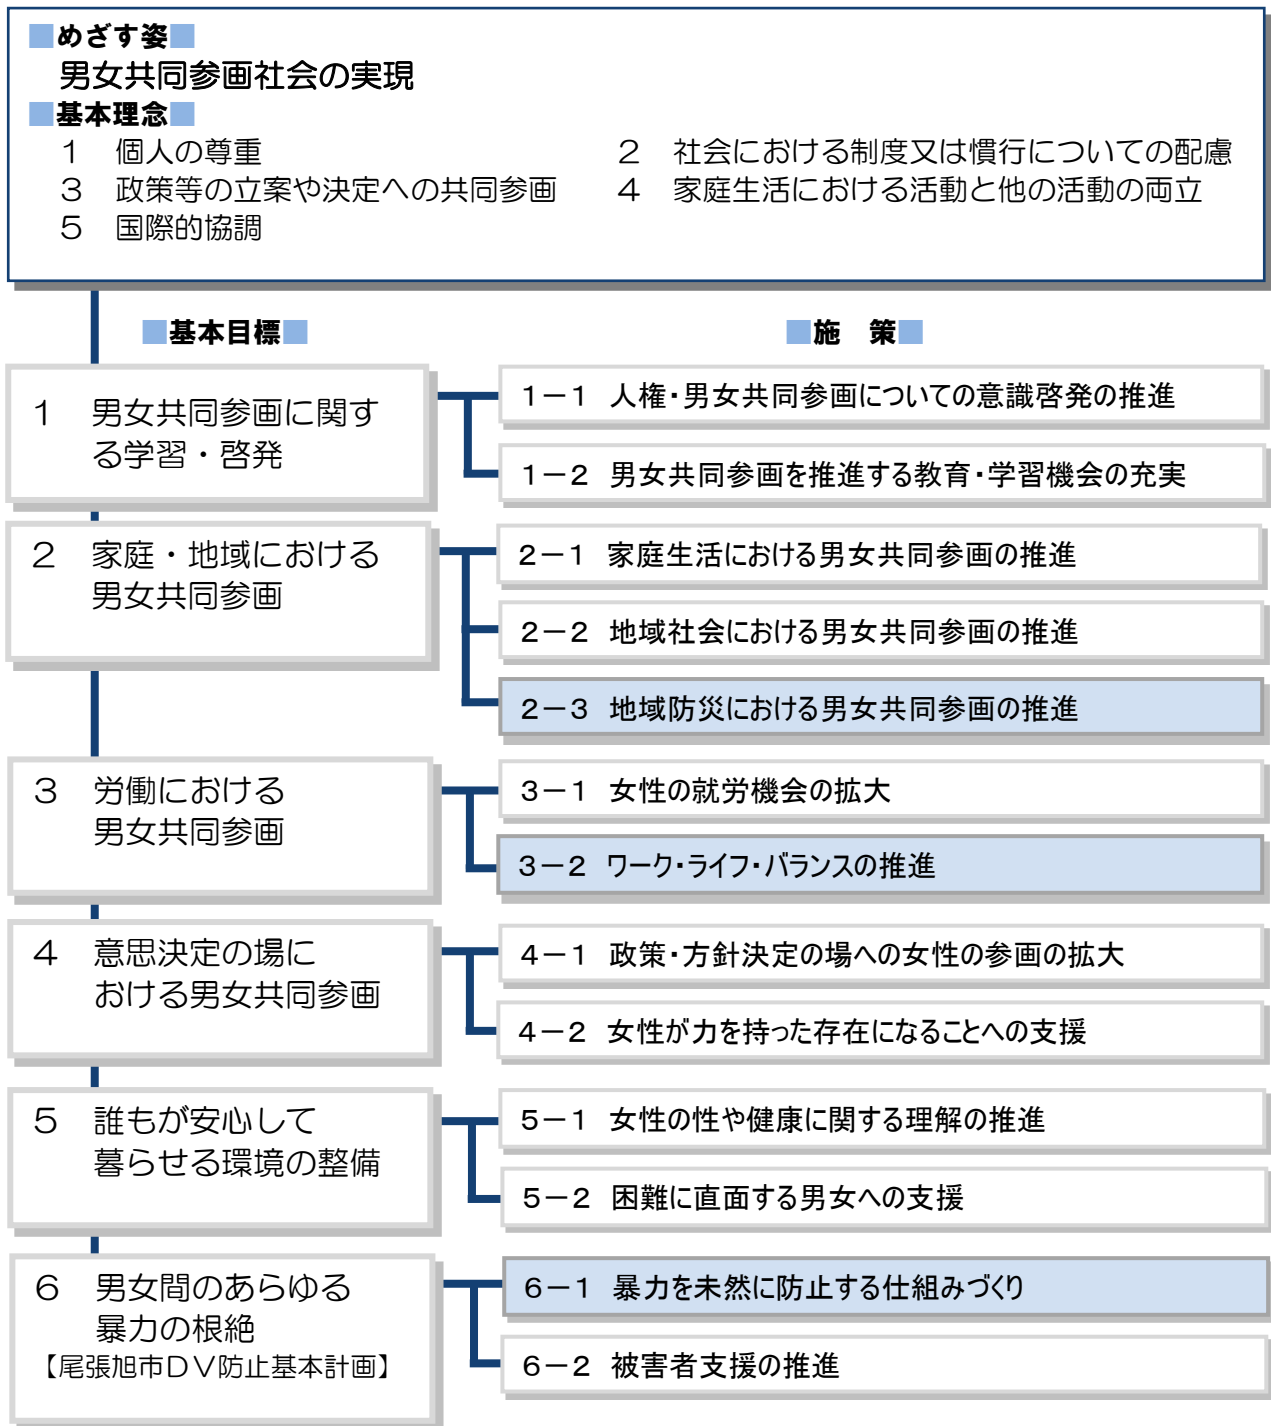 ■めざす姿■
男女共同参画社会の実現
■基本理念■
１　個人の尊重　２　社会における制度又は慣行についての配慮
３　政策等の立案や決定への共同参画　４　家庭生活における活動と他の活動の両立
５　国際的協調
■基本目標■　■施　策■
１　男女共同参画に関す
る学習・啓発
１－１　人権・男女共同参画についての意識啓発の推進
１－２　男女共同参画を推進する教育・学習機会の充実
２　家庭・地域における
男女共同参画
２－１　家庭生活における男女共同参画の推進
２－２　地域社会における男女共同参画の推進
２－３　地域防災における男女共同参画の推進
３　労働における
男女共同参画
３－１　女性の就労機会の拡大
３－２　ワーク・ライフ・バランスの推進
４　意思決定の場に
おける男女共同参画
４－１　政策・方針決定の場への女性の参画の拡大
４－２　女性が力を持った存在になることへの支援
５　誰もが安心して
暮らせる環境の整備
５－１　女性の性や健康に関する理解の推進
５－２　困難に直面する男女への支援
６　男女間のあらゆる
暴力の根絶
【尾張旭市ＤＶ防止基本計画】
６－１　暴力を未然に防止する仕組みづくり
６－２　被害者支援の推進